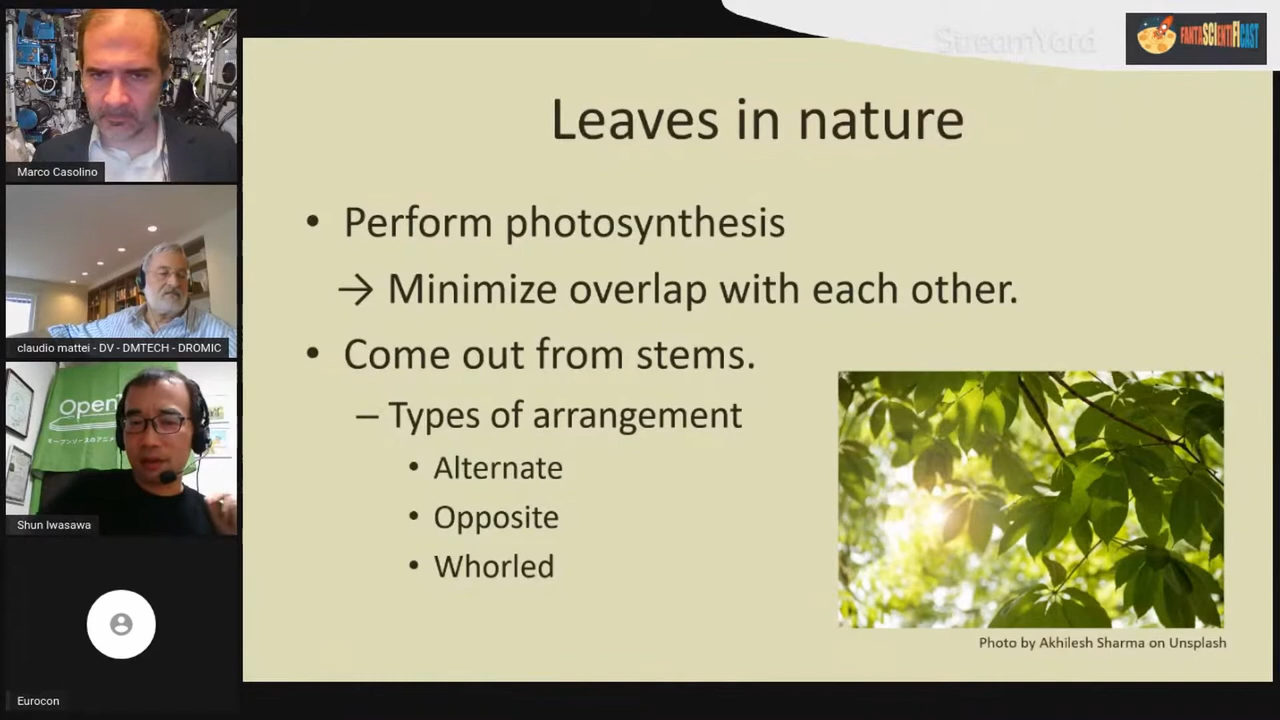 StreamYard
FANTASCIENTIFICAST
Marco Casolino
claudio mattei - DV - DMTECH - DROMIC
Open
Shun Iwasawa
Eurocon
Leaves in nature
• Perform photosynthesis
→ Minimize overlap with each other.
• Come out from stems.
– Types of arrangement
• Alternate
• Opposite
• Whorled
Photo by Akhilesh Sharma on Unsplash